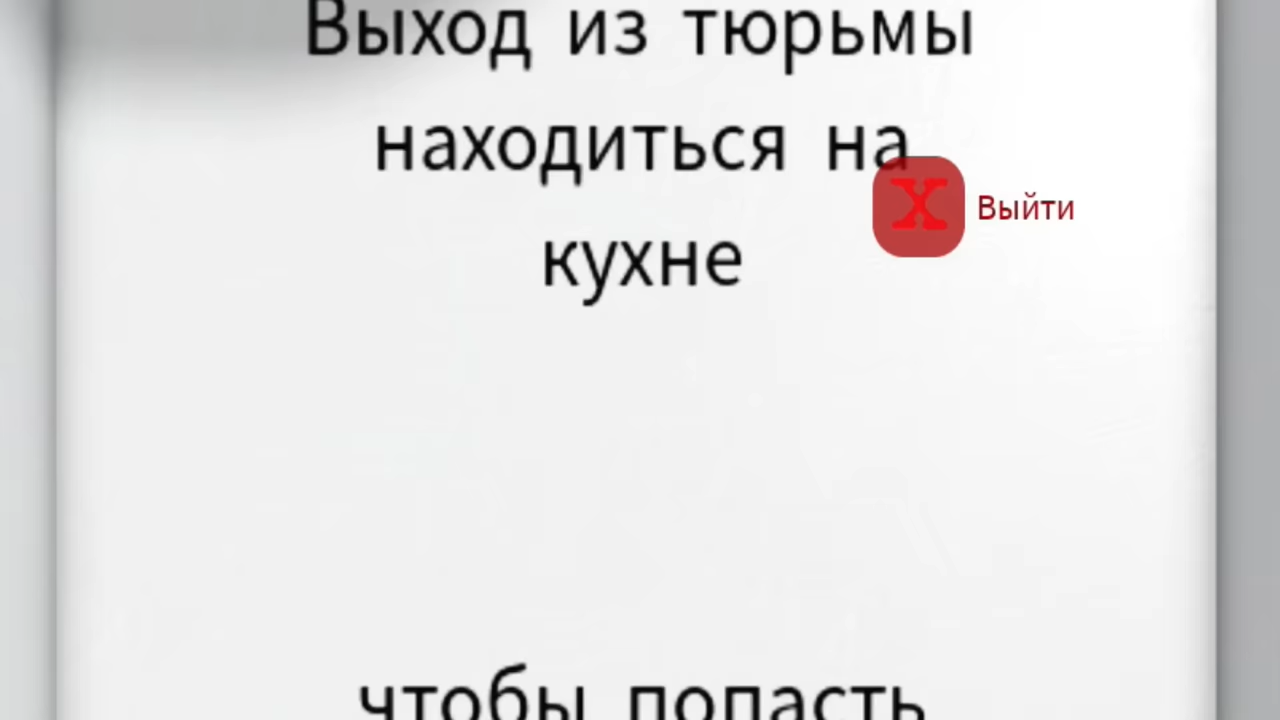 Выход из тюрьмы
находиться на
X Выйти
кухне
чтобы попасть